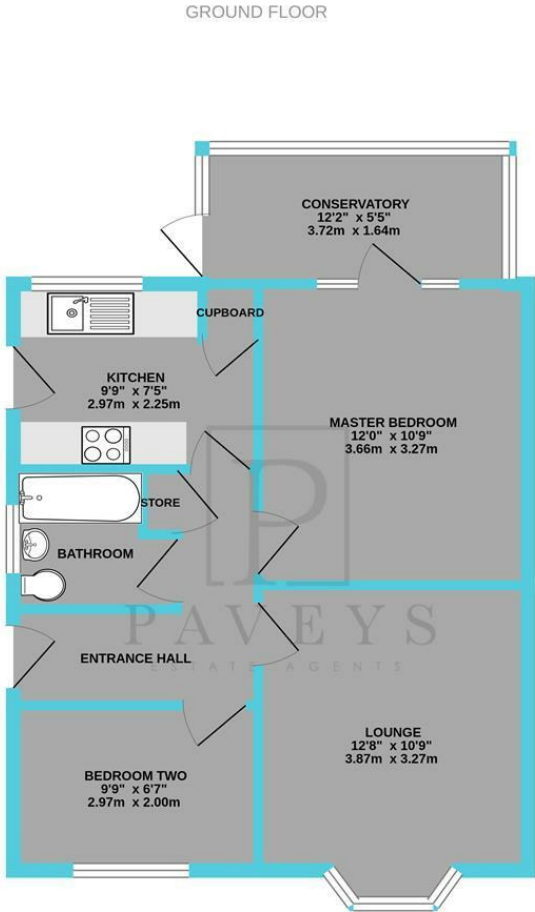 GROUND FLOOR
CONSERVATORY
12'2" x 5'5"
3.72m x 1.64m
CUPBOARD
KITCHEN
9'9" x 7'5"
2.97m x 2.25m
MASTER BEDROOM
12'0" x 10'9"
3.66m x 3.27m
STORE
BATHROOM
P
PAVEYS
ESTATE AGENTS
ENTRANCE HALL
LOUNGE
12'8" x 10'9"
3.87m x 3.27m
BEDROOM TWO
9'9" x 6'7"
2.97m x 2.00m